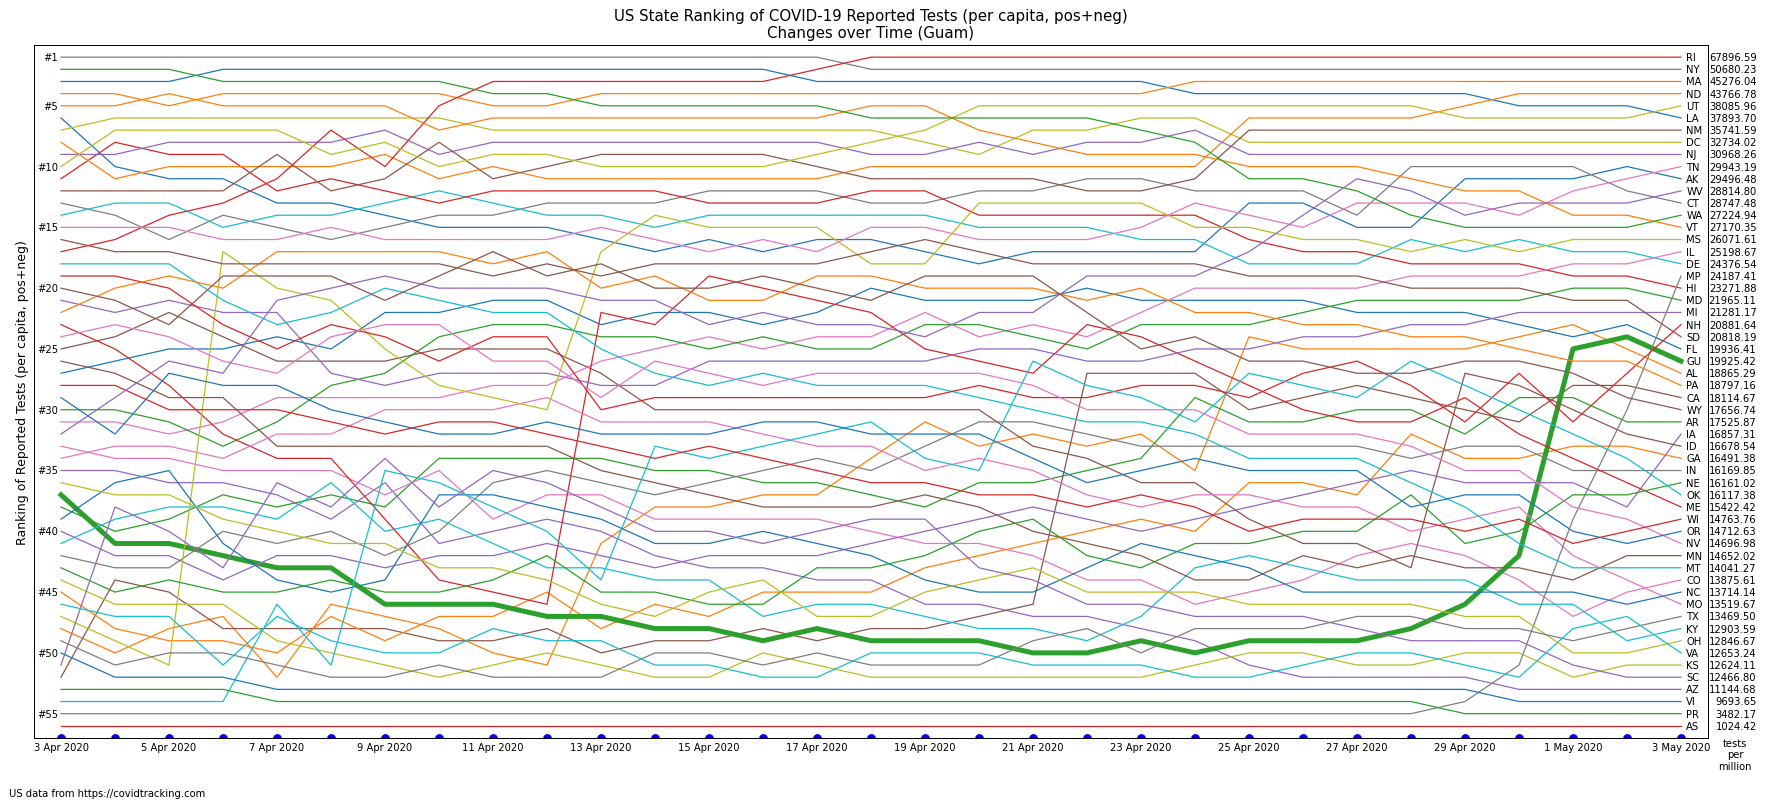 US State Ranking of COVID-19 Reported Tests (per capita, pos+neg)
Changes over Time (Guam)
Ranking of Reported Tests (per capita, pos+neg)
#1
#5
#10
#15
#20
#25
#30
#35
#40
#45
#50
#55
RI 67896.59
NY 50680.23
MA 45276.04
ND 43766.78
UT 38085.96
LA 37893.70
NM 35741.59
DC 32734.02
NJ 30968.26
TN 29943.19
AK 29496.48
WV 28814.80
CT 28747.48
WA 27224.94
VT 27170.35
MS 26071.61
IL 25198.67
DE 24376.54
MP 24187.41
HI 23271.88
MD 21965.11
MI 21281.17
NH 20881.64
SD 20818.19
FL 19936.41
GU 19925.42
AL 18865.29
PA 18797.16
CA 18114.67
WY 17656.74
AR 17525.87
IA 16857.31
ID 16678.54
GA 16491.38
IN 16169.85
NE 16161.02
OK 16117.38
ME 15422.42
WI 14763.76
OR 14712.63
NV 14696.98
MN 14652.02
MT 14041.27
CO 13875.61
NC 13714.14
MO 13519.67
TX 13469.50
KY 12903.59
OH 12846.67
VA 12653.24
KS 12624.11
SC 12466.80
AZ 11144.68
VI 9693.65
PR 3482.17
AS 1024.42
3 Apr 2020
5 Apr 2020
7 Apr 2020
9 Apr 2020
11 Apr 2020
13 Apr 2020
15 Apr 2020
17 Apr 2020
19 Apr 2020
21 Apr 2020
23 Apr 2020
25 Apr 2020
27 Apr 2020
29 Apr 2020
1 May 2020
3 May 2020
tests
per
million
US data from https://covidtracking.com